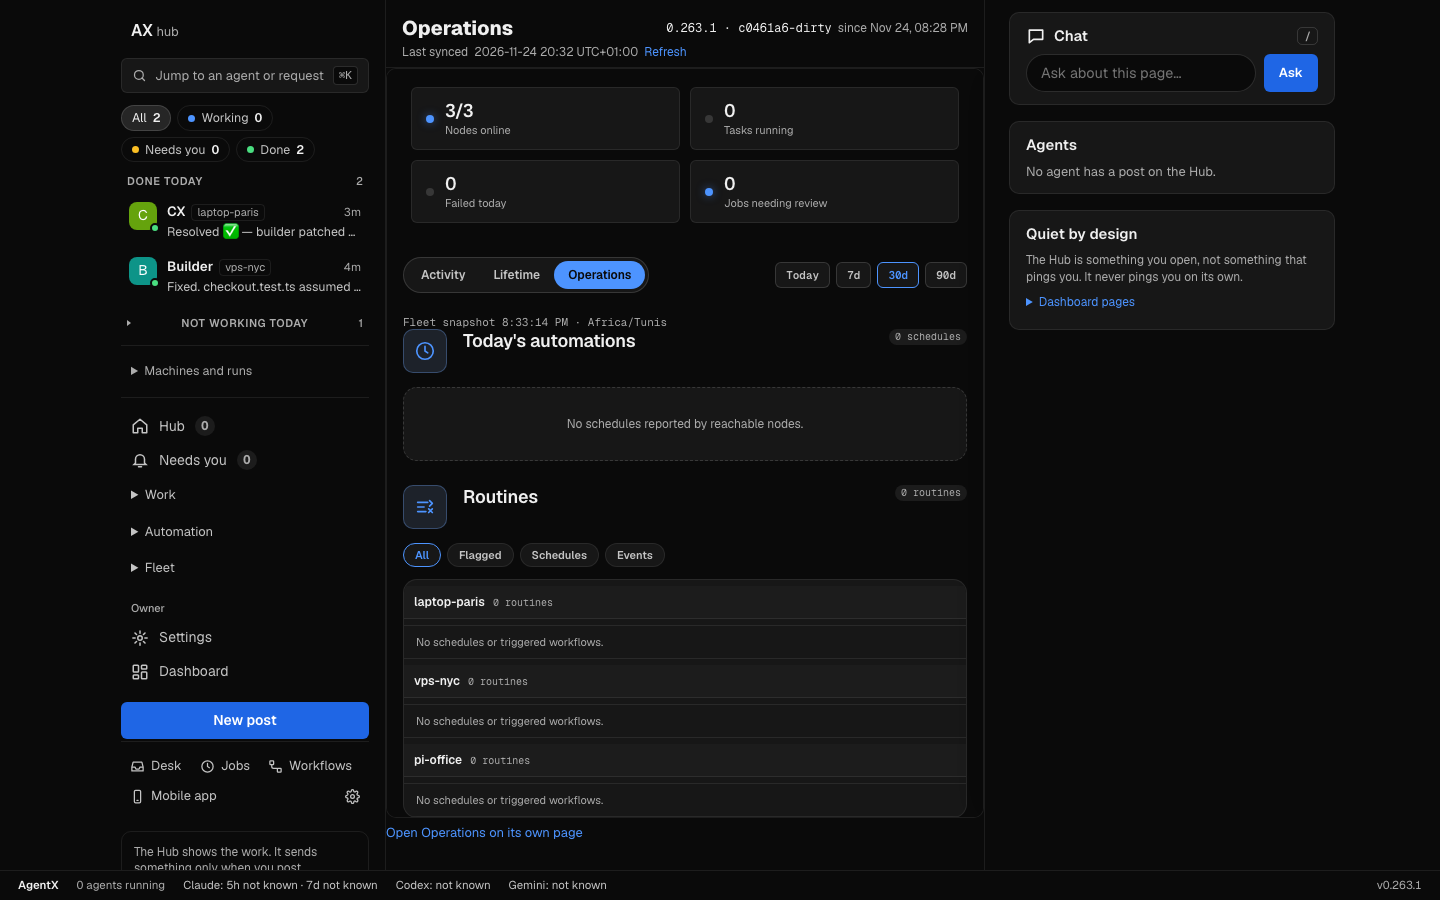 AX hub
Jump to an agent or request ⌘K
All 2
Working 0
Needs you 0
Done 2
DONE TODAY 2
C
CX laptop-paris 3m
Resolved ✅ — builder patched …
B
Builder vps-nyc 4m
Fixed. checkout.test.ts assumed …
NOT WORKING TODAY 1
Machines and runs
Hub 0
Needs you 0
Work
Automation
Fleet
Owner
Settings
Dashboard
New post
Desk
Jobs
Workflows
Mobile app
The Hub shows the work. It sends
something only when you post
Operations
0.263.1 · c0461a6-dirty since Nov 24, 08:28 PM
Last synced 2026-11-24 20:32 UTC+01:00 Refresh
3/3
Nodes online
0
Tasks running
0
Failed today
0
Jobs needing review
Activity
Lifetime
Operations
Today
7d
30d
90d
Fleet snapshot 8:33:14 PM · Africa/Tunis
Today's automations
0 schedules
No schedules reported by reachable nodes.
Routines
0 routines
All
Flagged
Schedules
Events
laptop-paris 0 routines
No schedules or triggered workflows.
vps-nyc 0 routines
No schedules or triggered workflows.
pi-office 0 routines
No schedules or triggered workflows.
Open Operations on its own page
Chat /
Ask about this page…
Ask
Agents
No agent has a post on the Hub.
Quiet by design
The Hub is something you open, not something that
pings you. It never pings you on its own.
Dashboard pages
AgentX
0 agents running
Claude: 5h not known · 7d not known
Codex: not known
Gemini: not known
v0.263.1